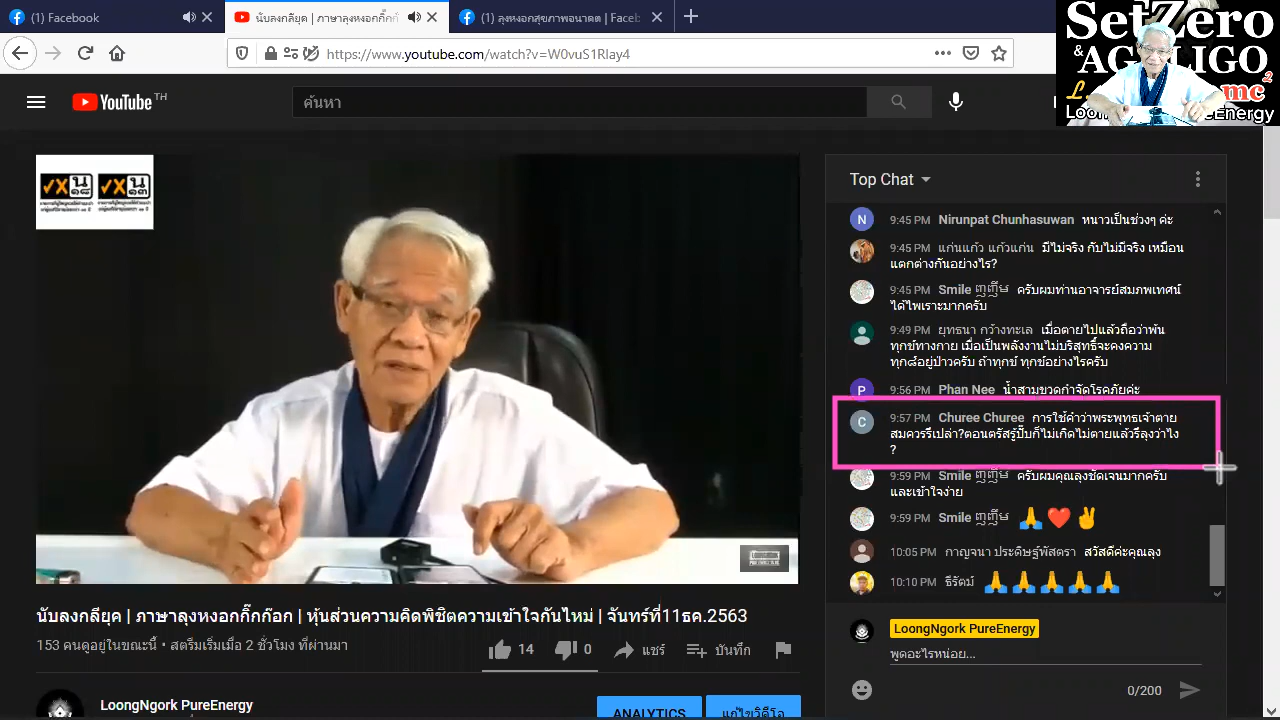 (1) Facebook
นับลงกลียุค | ภาษาลุงหงอกกิ๊กก๊
(1) ลุงหงอกสุขภาพอนาคต | Faceb
https://www.youtube.com/watch?v=W0vuS1Rlay4
SetZero
&
LoongNgork PureEnergy
YouTube TH
ค้นหา
Top Chat
9:45 PM Nirunpat Chunhasuwan หนาวเป็นช่วงๆ ค่ะ
9:45 PM แก่นแก้ว แก้วแก่น มีไม่จริง กับไม่มีจริง เหมือน
แตกต่างกันอย่างไร?
9:45 PM Smile ញញឹម ครับผมท่านอาจารย์สมภพเทศน์
ได้ไพเราะมากครับ
9:49 PM ยุทธนา กว้างทะเล เมื่อตายไปแล้วถือว่าพ้น
ทุกข์ทางกาย เมื่อเป็นพลังงานไม่บริสุทธิ์จะคงความ
ทุกข์อยู่ป่าวครับ ถ้าทุกข์ ทุกข์อย่างไรครับ
9:56 PM Phan Nee น้ำสามขวดกำจัดโรคภัยค่ะ
9:57 PM Churee Churee การใช้คำว่าพระพุทธเจ้าตาย
สมควรรึเปล่า?ตอนตรัสรู้ปั๊บก็ไม่เกิดไม่ตายแล้วรึลุงว่าไง
?
9:59 PM Smile ញញឹម ครับผมคุณลุงชัดเจนมากครับ
และเข้าใจง่าย
9:59 PM Smile ញញឹម 🙏❤️✌️
10:05 PM กาญจนา ประดิษฐ์พัสตรา สวัสดีค่ะคุณลุง
10:10 PM ธีรัตม์ 🙏🙏🙏🙏🙏
LoongNgork PureEnergy
พูดอะไรหน่อย...
0/200
นับลงกลียุค | ภาษาลุงหงอกกิ๊กก๊อก | หุ้นส่วนความคิดพิชิตความเข้าใจกันไหม่ | จันทร์ที่11ธค.2563
153 คนดูอยู่ในขณะนี้ • สตรีมเริ่มเมื่อ 2 ชั่วโมง ที่ผ่านมา
14
0
แชร์
บันทึก
LoongNgork PureEnergy
ANALYTICS
แก้ไขวิดีโอ